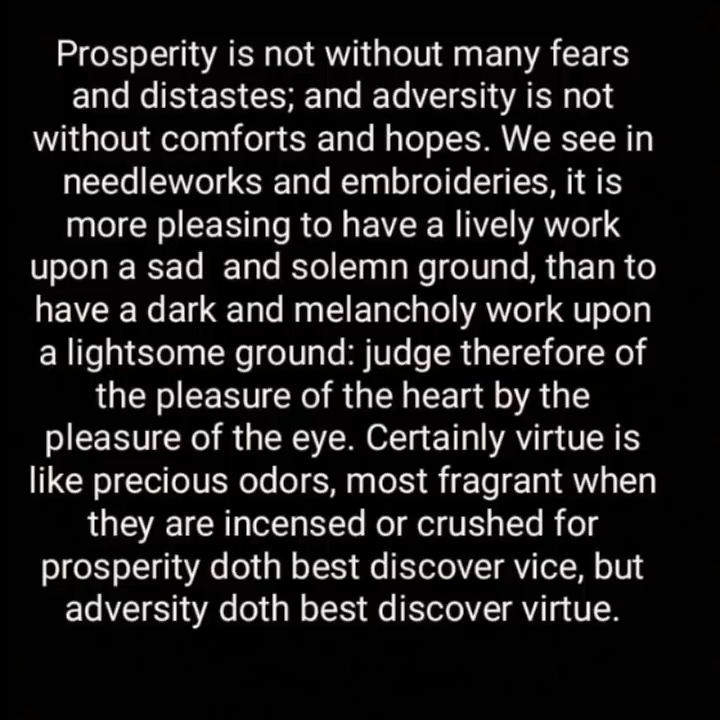 Prosperity is not without many fears
and distastes; and adversity is not
without comforts and hopes. We see in
needleworks and embroideries, it is
more pleasing to have a lively work
upon a sad  and solemn ground, than to
have a dark and melancholy work upon
a lightsome ground: judge therefore of
the pleasure of the heart by the
pleasure of the eye. Certainly virtue is
like precious odors, most fragrant when
they are incensed or crushed for
prosperity doth best discover vice, but
adversity doth best discover virtue.